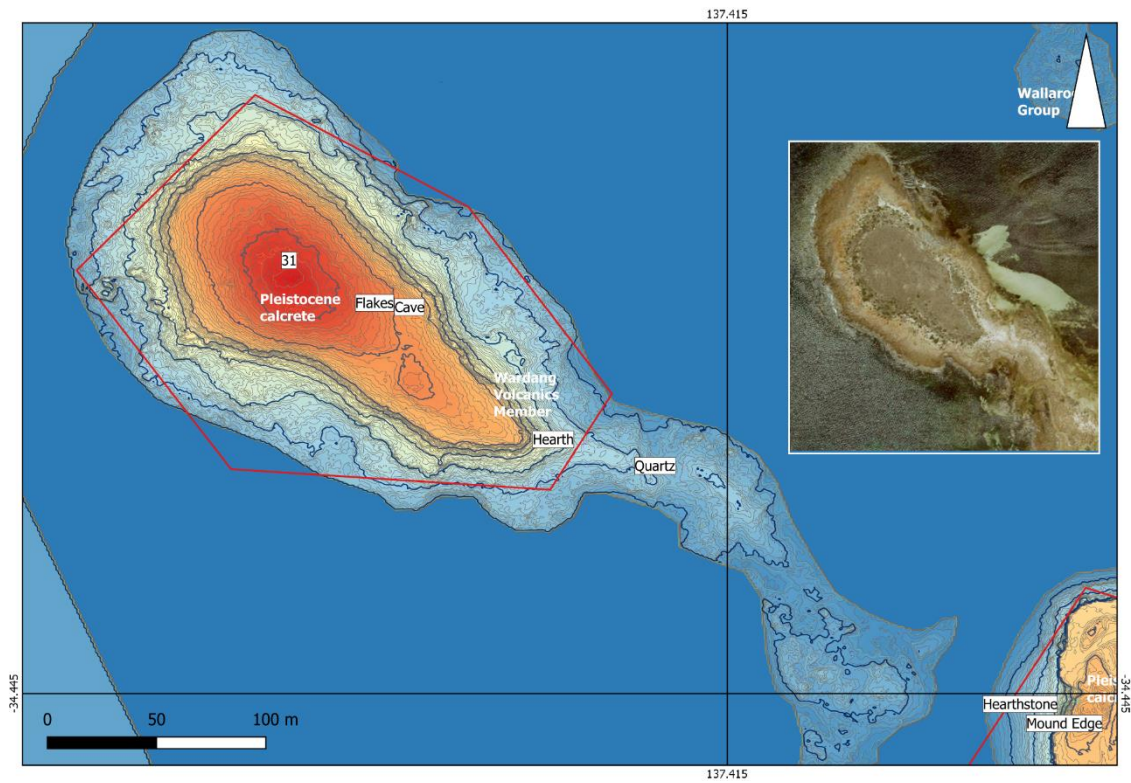 137.415
Wallaroo
Group
31
Pleistocene
calcrete
Flakes
Cave
Wardang
Volcanics
Member
Hearth
Quartz
-34.445
-34.445
Hearthstone
Mound Edge
0 50 100 m
137.415